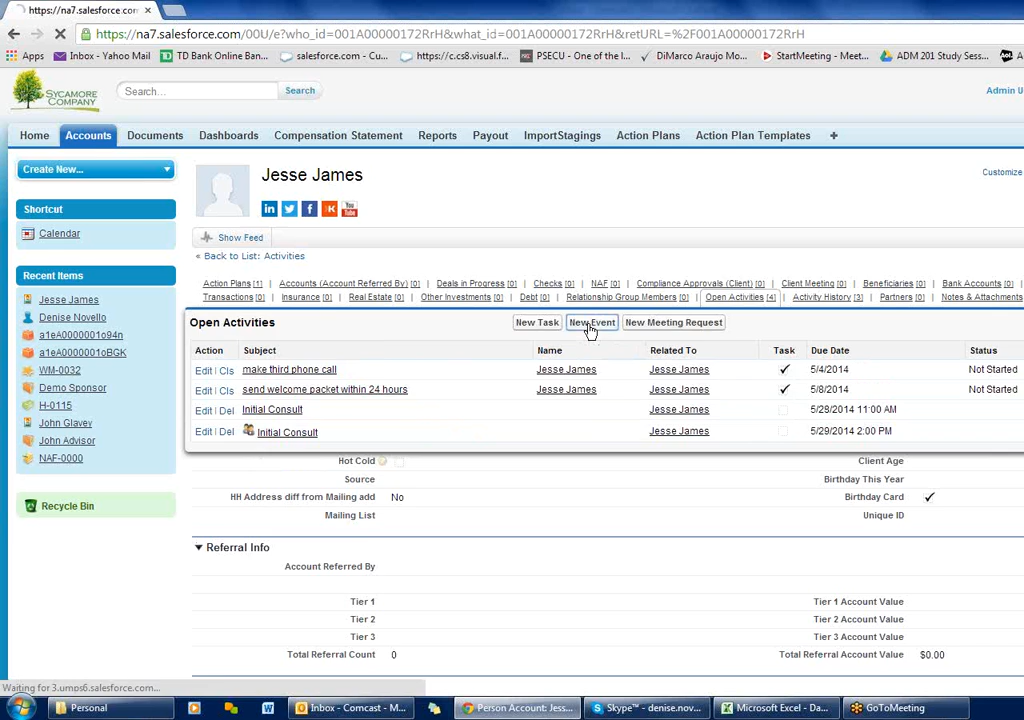 https://na7.salesforce.com
https://na7.salesforce.com/00U/e?who_id=001A00000172RrH&what_id=001A00000172RrH&retURL=%2F001A00000172RrH
Apps Inbox - Yahoo Mail TD Bank Online Ban... salesforce.com - Cu... https://c.cs8.visual.f... PSECU - One of the l... DiMarco Araujo Mo... StartMeeting - Meet... ADM 201 Study Sess...
SYCAMORE COMPANY Search... Search Admin U
Home Accounts Documents Dashboards Compensation Statement Reports Payout ImportStagings Action Plans Action Plan Templates +
Create New...
Jesse James
Customize
Shortcut
Calendar
Show Feed
« Back to List: Activities
Recent Items
Jesse James
Denise Novello
a1eA0000001o94n
a1eA0000001oBGK
WM-0032
Demo Sponsor
H-0115
John Glavey
John Advisor
NAF-0000
Recycle Bin
Action Plans [1] | Accounts (Account Referred By) [0] | Deals in Progress [0] | Checks [0] | NAF [0] | Compliance Approvals (Client) [0] | Client Meeting [0] | Beneficiaries [0] | Bank Accounts [0] |
Transactions [0] | Insurance [0] | Real Estate [0] | Other Investments [0] | Debt [0] | Relationship Group Members [0] | Open Activities [4] | Activity History [3] | Partners [0] | Notes & Attachments
Open Activities New Task New Event New Meeting Request
Action Subject Name Related To Task Due Date Status
Edit | Cls make third phone call Jesse James Jesse James ✓ 5/4/2014 Not Started
Edit | Cls send welcome packet within 24 hours Jesse James Jesse James ✓ 5/8/2014 Not Started
Edit | Del Initial Consult Jesse James 5/28/2014 11:00 AM
Edit | Del Initial Consult Jesse James 5/29/2014 2:00 PM
Hot Cold Client Age
Source Birthday This Year
HH Address diff from Mailing add No Birthday Card ✓
Mailing List Unique ID
Referral Info
Account Referred By
Tier 1 Tier 1 Account Value
Tier 2 Tier 2 Account Value
Tier 3 Tier 3 Account Value
Total Referral Count 0 Total Referral Account Value $0.00
Waiting for 3.umps6.salesforce.com...
Personal Inbox - Comcast - M... Person Account: Jess... Skype™ - denise.nov... Microsoft Excel - Da... GoToMeeting